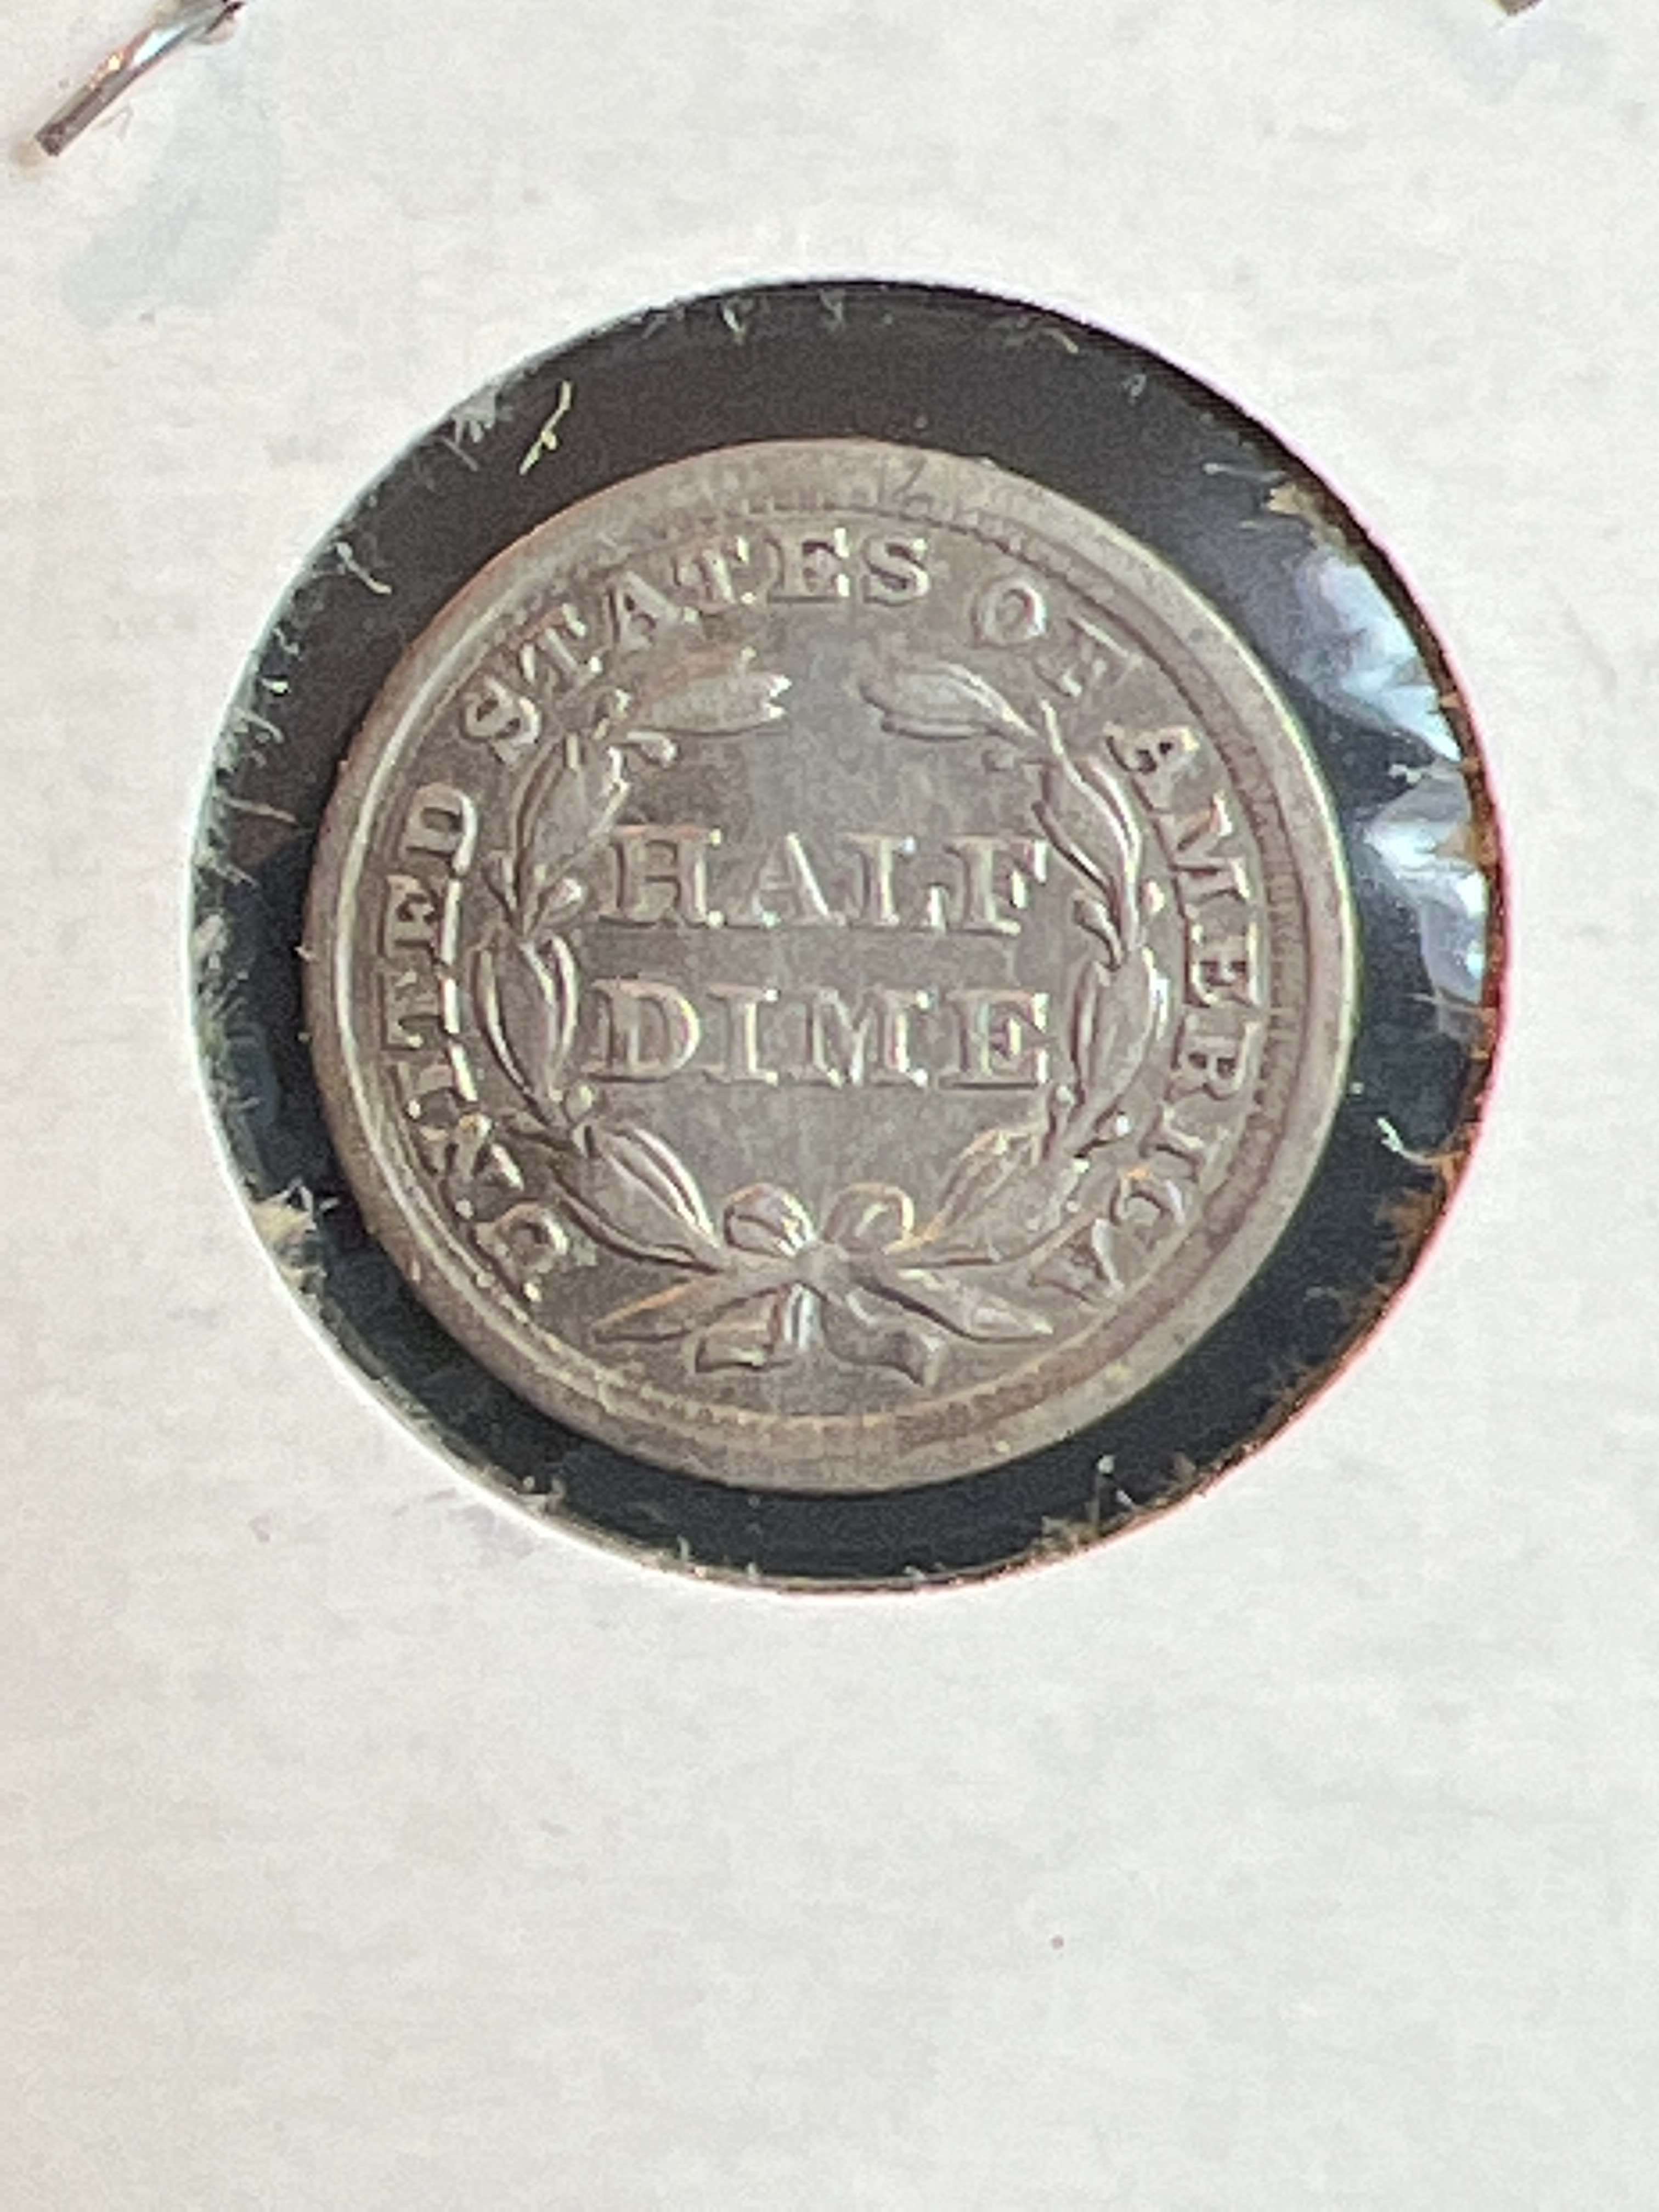 UNITED STATES OF AMERICA
HALF
DIME